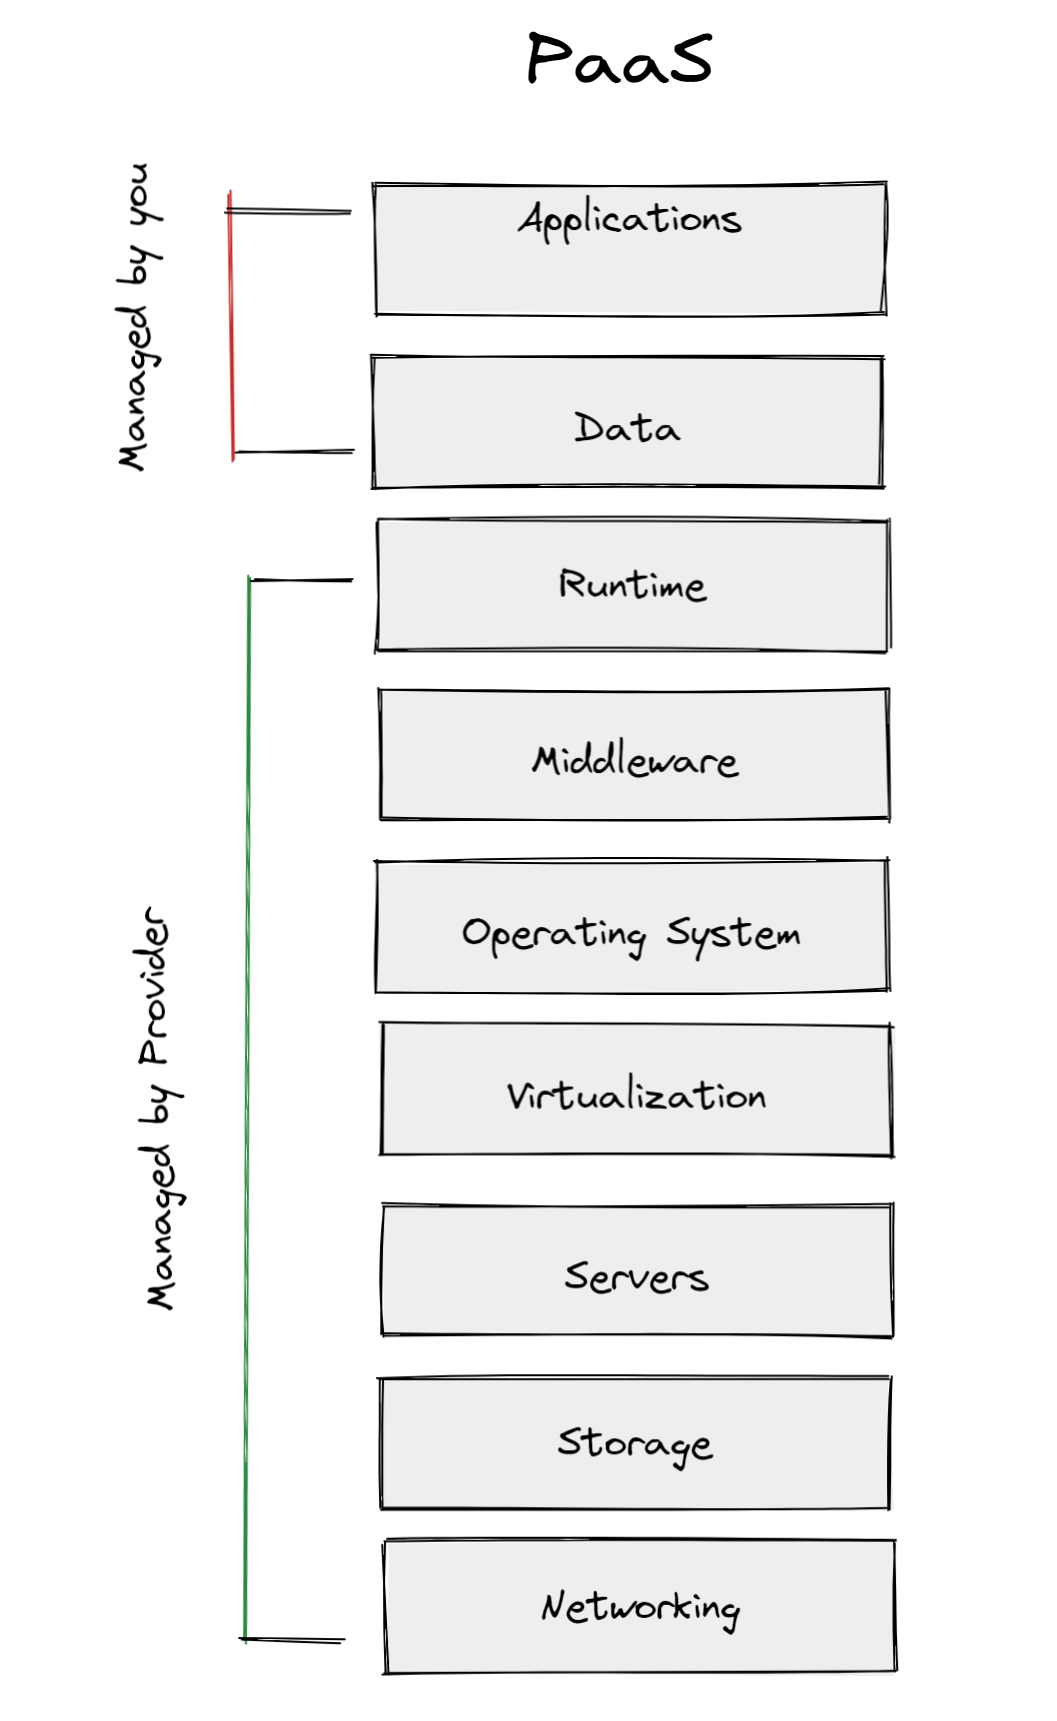 PaaS
Managed by you
Applications
Data
Managed by Provider
Runtime
Middleware
Operating System
Virtualization
Servers
Storage
Networking